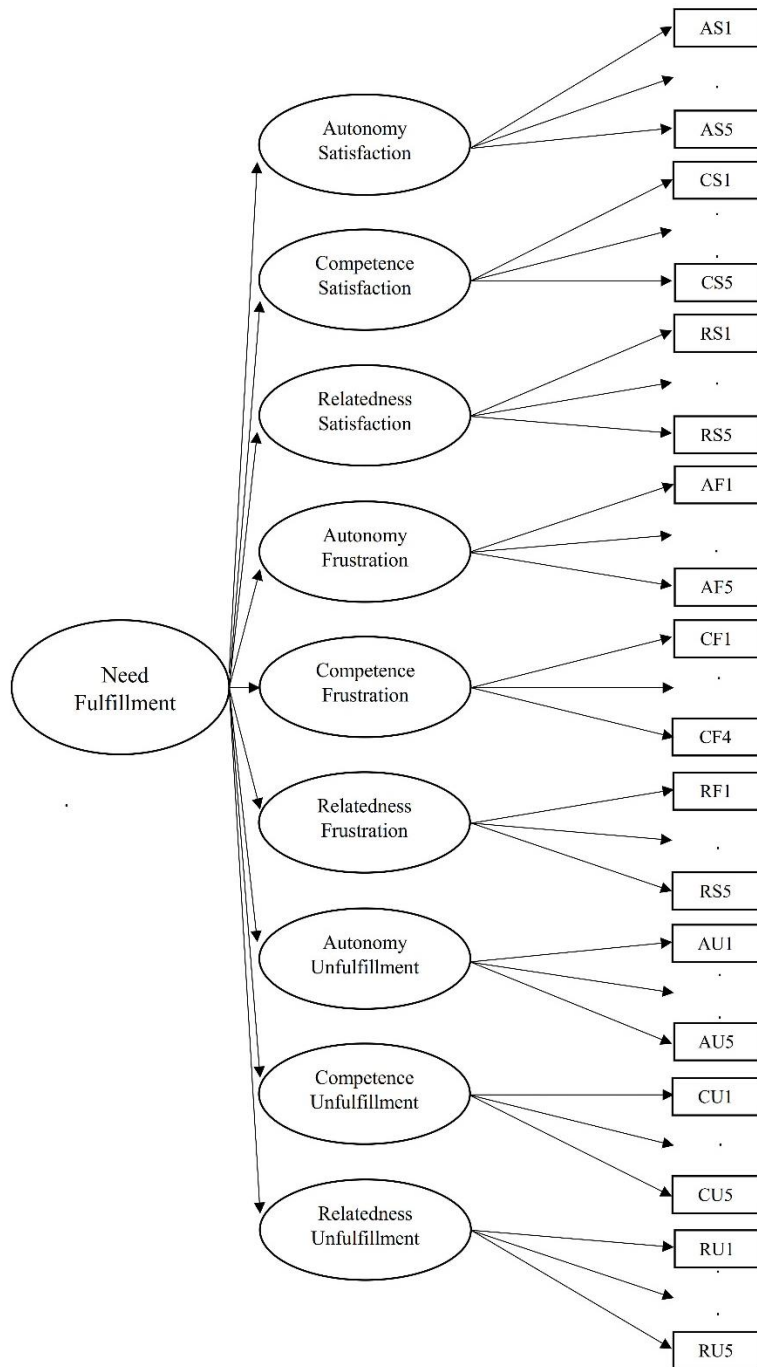 AS1
Autonomy
Satisfaction
.
AS5
CS1
Competence
Satisfaction
.
.
CS5
RS1
Relatedness
Satisfaction
.
RS5
AF1
Autonomy
Frustration
.
AF5
Need
Fulfillment
.
CF1
Competence
Frustration
.
CF4
RF1
Relatedness
Frustration
.
RS5
AU1
Autonomy
Unfulfillment
.
.
AU5
CU1
Competence
Unfulfillment
.
CU5
Relatedness
Unfulfillment
RU1
.
.
RU5